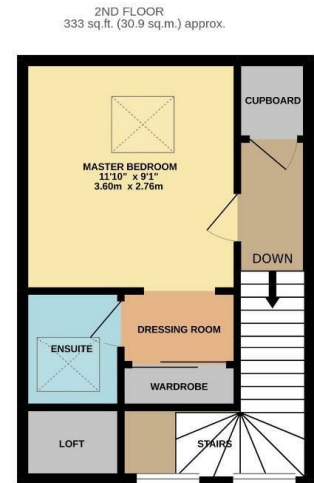 2ND FLOOR
333 sq.ft. (30.9 sq.m.) approx.
CUPBOARD
MASTER BEDROOM
11'10" x 9'1"
3.60m x 2.76m
DOWN
DRESSING ROOM
ENSUITE
WARDROBE
LOFT
STAIRS